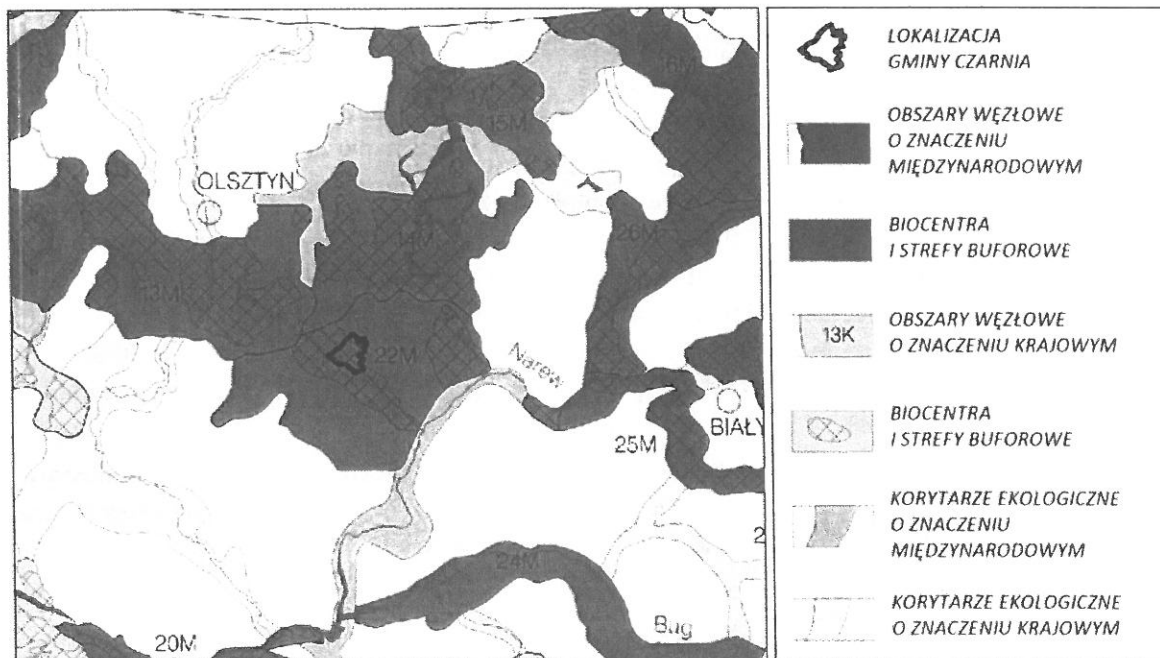 16M
15M
OLSZTYN
14M
26M
13M
22M
Narew
BIAŁY
25M
2
24M
20M
Bug
LOKALIZACJA
GMINY CZARNIA
OBSZARY WĘZŁOWE
O ZNACZENIU
MIĘDZYNARODOWYM
BIOCENTRA
I STREFY BUFOROWE
13K
OBSZARY WĘZŁOWE
O ZNACZENIU KRAJOWYM
BIOCENTRA
I STREFY BUFOROWE
KORYTARZE EKOLOGICZNE
O ZNACZENIU
MIĘDZYNARODOWYM
KORYTARZE EKOLOGICZNE
O ZNACZENIU KRAJOWYM